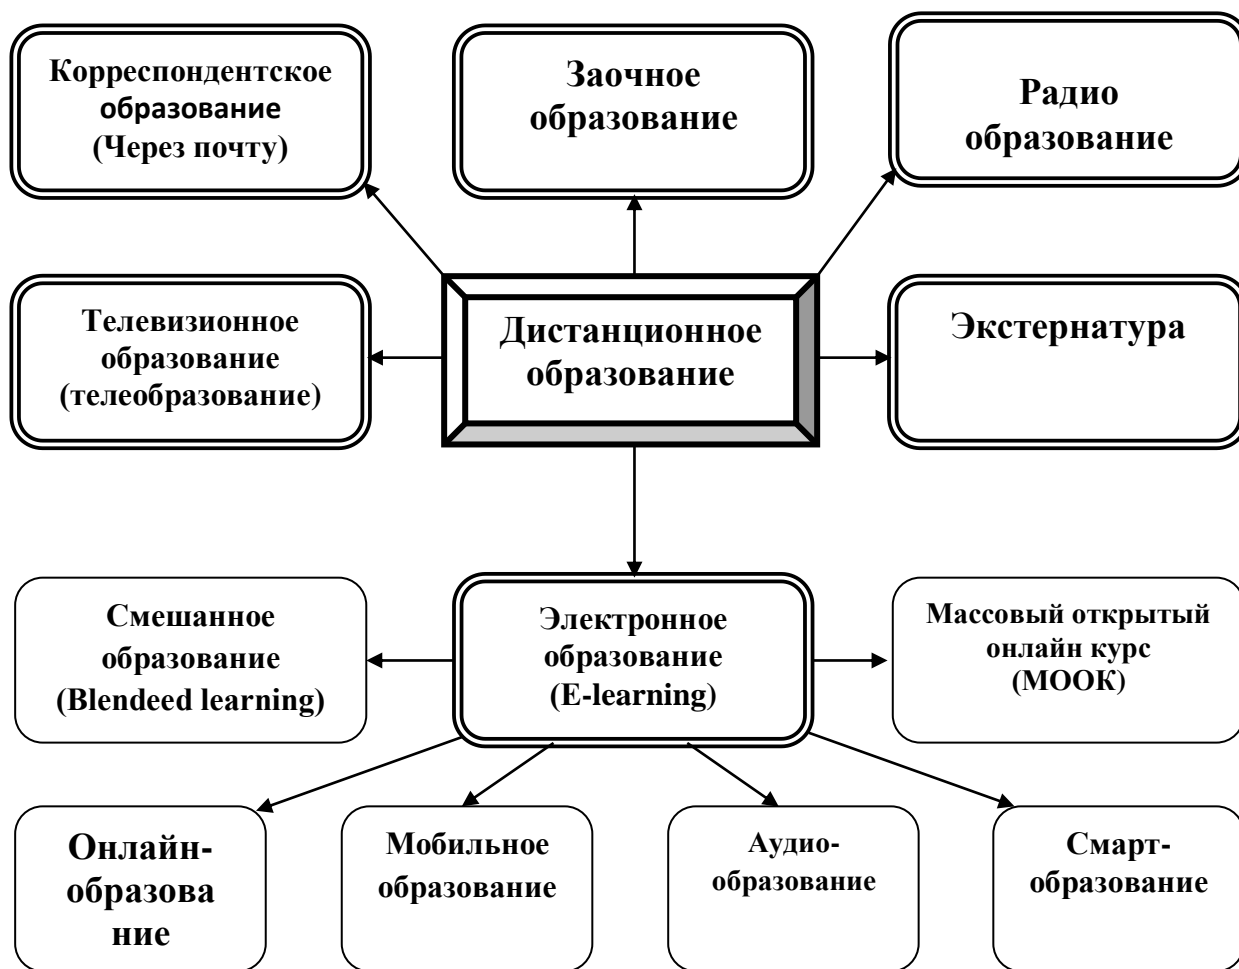 Корреспондентское
образование
(Через почту)
Заочное
образование
Радио
образование
Телевизионное
образование
(телеобразование)
Дистанционное
образование
Экстернатура
Смешанное
образование
(Blendeed learning)
Электронное
образование
(E-learning)
Массовый открытый
онлайн курс
(МООК)
Онлайн-
образова
ние
Мобильное
образование
Аудио-
образование
Смарт-
образование